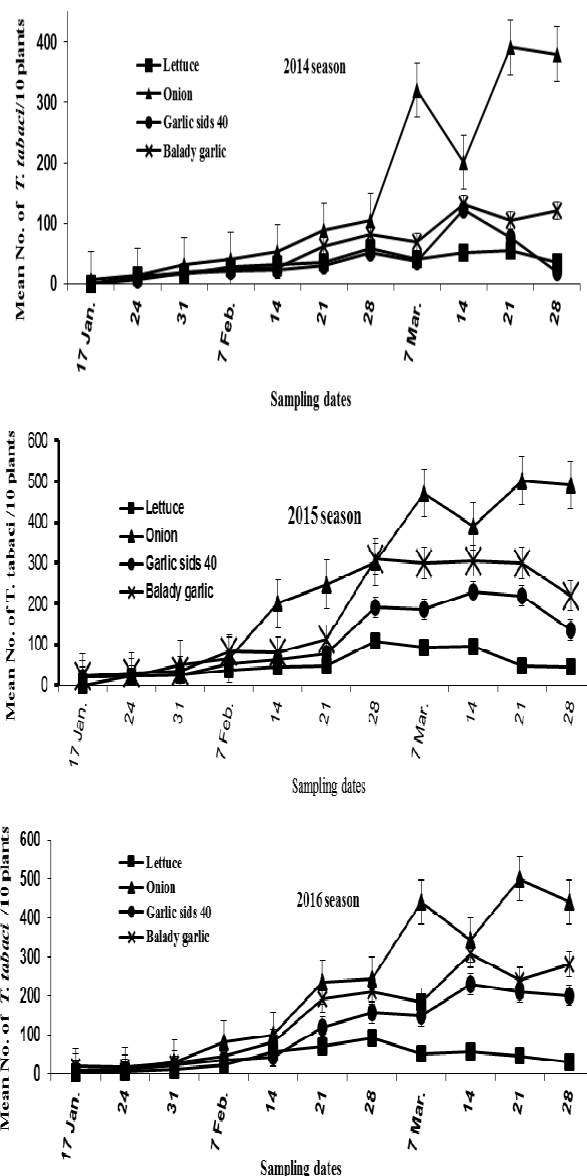 2014 season
Lettuce
Onion
Garlic sids 40
Balady garlic
Mean No. of T. tabaci/10 plants
400
300
200
100
0
17 Jan.
24
31
7 Feb.
14
21
28
7 Mar.
14
21
28
Sampling dates
2015 season
Lettuce
Onion
Garlic sids 40
Balady garlic
Mean No. of T. tabaci /10 plants
600
500
400
300
200
100
0
17 Jan.
24
31
7 Feb.
14
21
28
7 Mar.
14
21
28
Sampling dates
2016 season
Lettuce
Onion
Garlic sids 40
Balady garlic
Mean No. of T. tabaci /10 plants
600
500
400
300
200
100
0
17 Jan.
24
31
7 Feb.
14
21
28
7 Mar.
14
21
28
Sampling dates